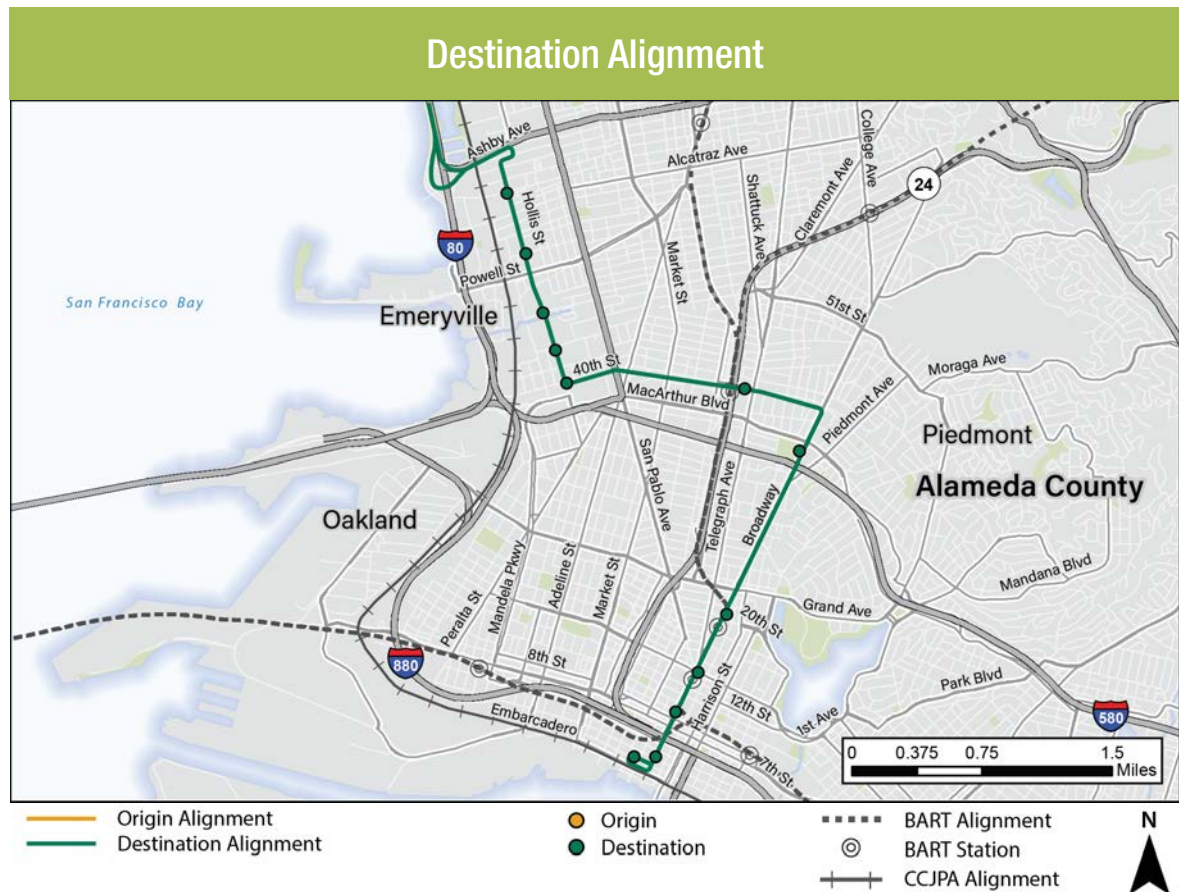 Destination Alignment
Ashby Ave
Alcatraz Ave
College Ave
Claremont Ave
Shattuck Ave
24
Hollis St
80
Powell St
Market St
San Francisco Bay
Emeryville
51st St
40th St
Moraga Ave
MacArthur Blvd
Piedmont Ave
Piedmont
Alameda County
San Pablo Ave
Telegraph Ave
Broadway
Oakland
Mandela Pkwy
Adeline St
Market St
Peralta St
Mandana Blvd
Grand Ave
20th St
8th St
880
Harrison St
12th St
1st Ave
Park Blvd
Embarcadero
580
7th St
0 0.375 0.75 1.5
Miles
Origin Alignment
Destination Alignment
Origin
Destination
BART Alignment
BART Station
CCJPA Alignment
N